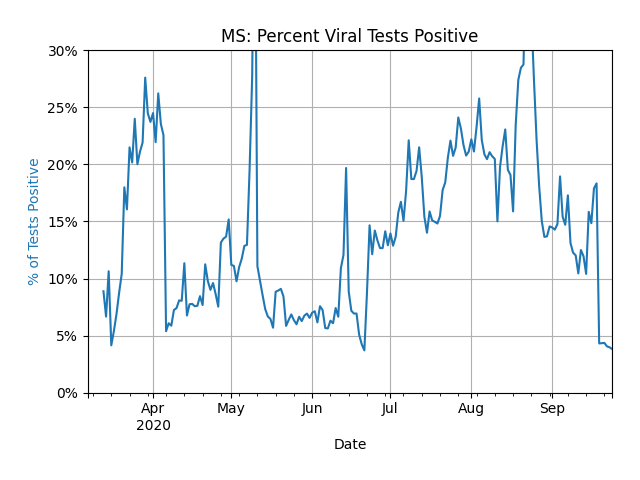 MS: Percent Viral Tests Positive
30%
25%
20%
15%
10%
5%
0%
% of Tests Positive
Apr
2020
May
Jun
Jul
Aug
Sep
Date